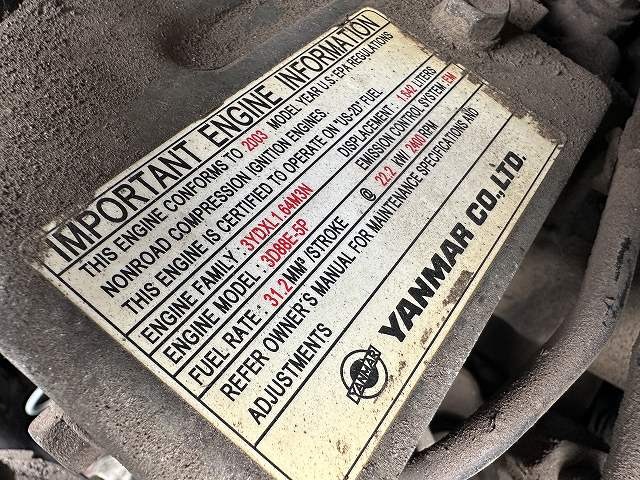 IMPORTANT ENGINE INFORMATION
THIS ENGINE CONFORMS TO 2003 MODEL YEAR U.S. EPA REGULATIONS
NONROAD COMPRESSION IGNITION ENGINES.
THIS ENGINE IS CERTIFIED TO OPERATE ON US-2D* FUEL
ENGINE FAMILY : 3YDXL1.64M3N DISPLACEMENT : 1.642 LITERS
ENGINE MODEL : 3D88E-5P EMISSION CONTROL SYSTEM: EM
FUEL RATE : 31.2 MM³/STROKE @ 22.2 kW 2400 RPM
REFER OWNER'S MANUAL FOR MAINTENANCE SPECIFICATIONS AND
ADJUSTMENTS
YANMAR YANMAR CO.,LTD.